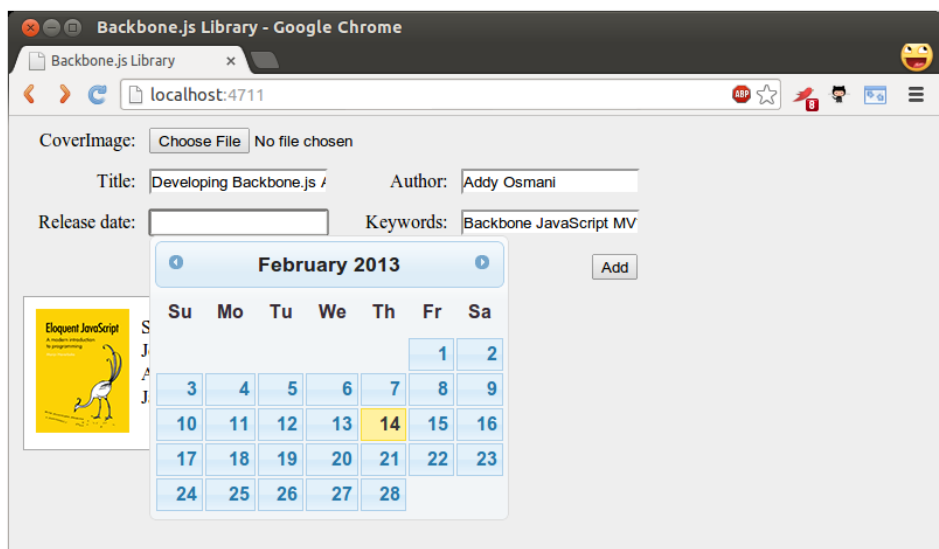 Backbone.js Library - Google Chrome
Backbone.js Library ×
localhost:4711
ABP
8
CoverImage: Choose File No file chosen
Title: Developing Backbone.js A Author: Addy Osmani
Release date: Keywords: Backbone JavaScript MV
February 2013
Add
Su Mo Tu We Th Fr Sa
1 2
3 4 5 6 7 8 9
10 11 12 13 14 15 16
17 18 19 20 21 22 23
24 25 26 27 28
Eloquent JavaScript
A modern introduction
to programming
S
J
A
J